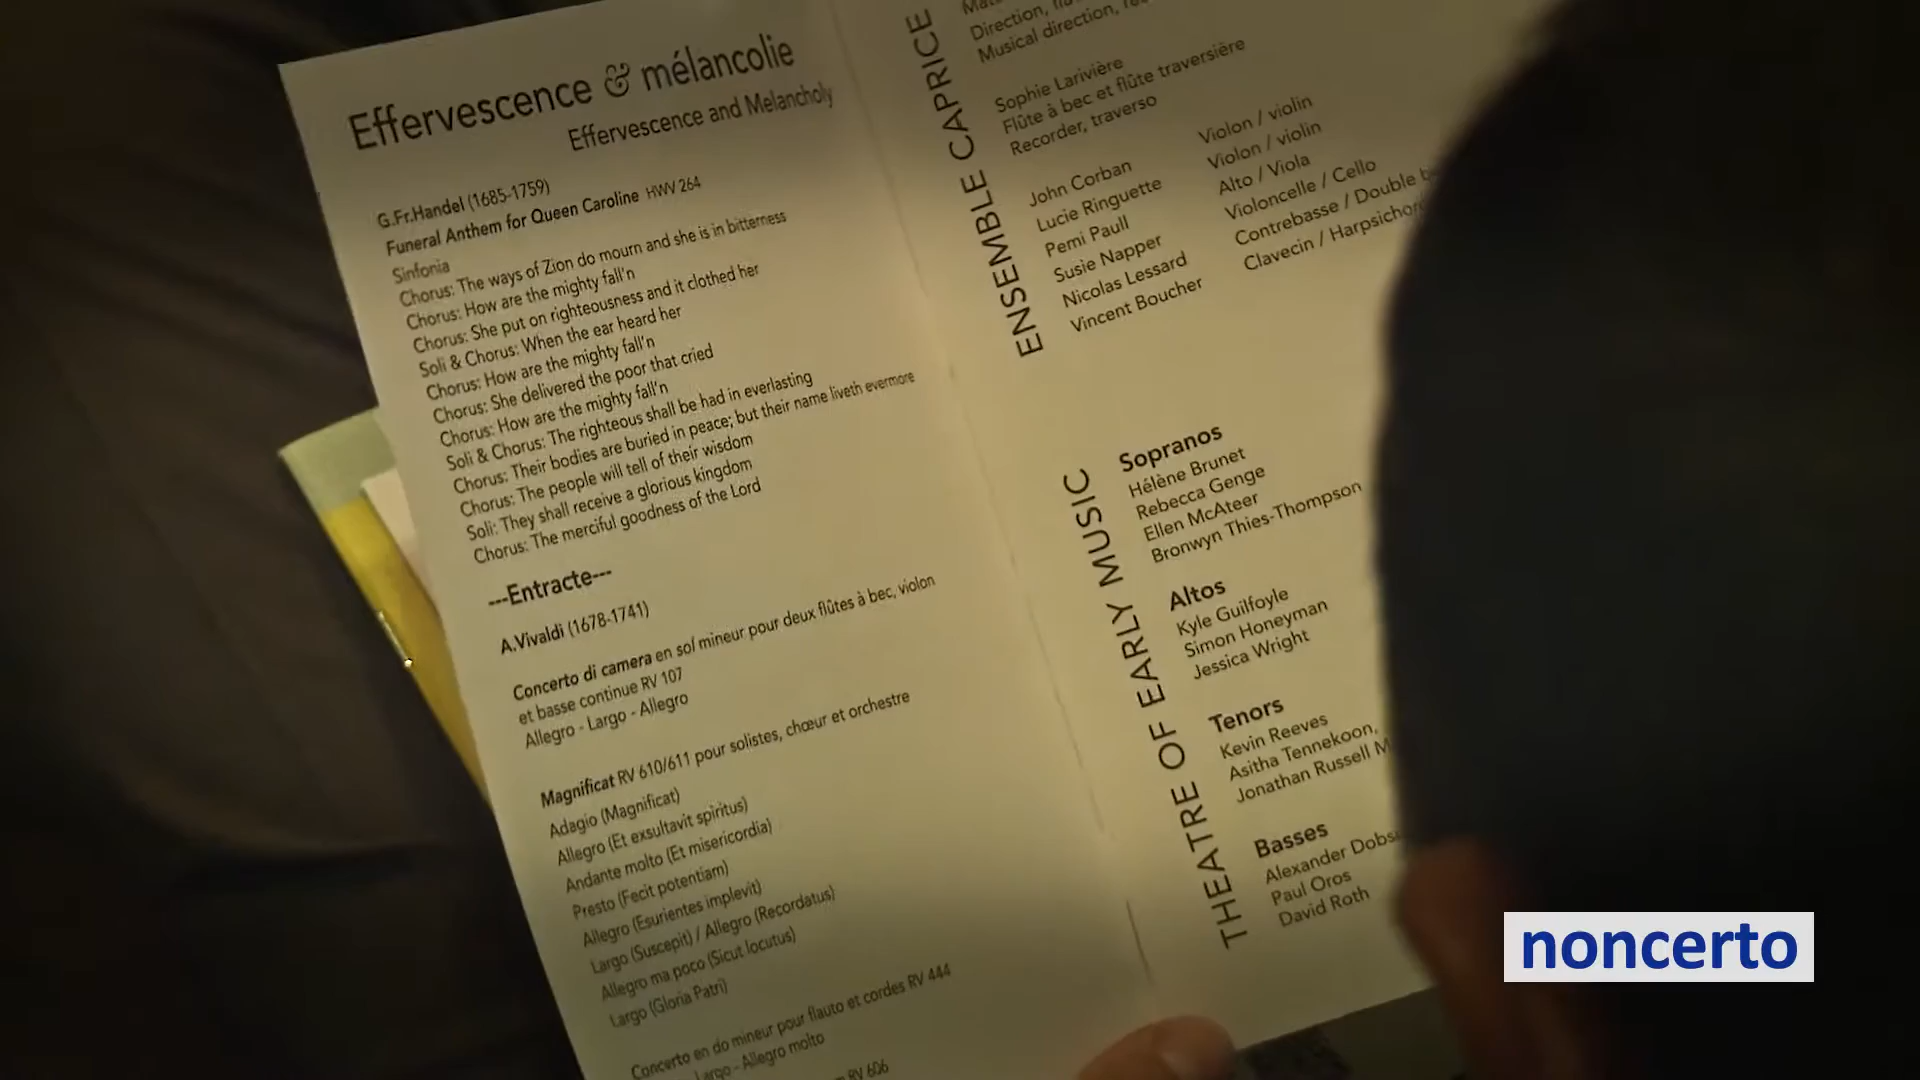 Effervescence & mélancolie
Effervescence and Melancholy
G.Fr.Handel (1685-1759)
Funeral Anthem for Queen Caroline HWV 264
Sinfonia
Chorus: The ways of Zion do mourn and she is in bitterness
Chorus: How are the mighty fall'n
Chorus: She put on righteousness and it clothed her
Soli & Chorus: When the ear heard her
Chorus: How are the mighty fall'n
Chorus: She delivered the poor that cried
Chorus: How are the mighty fall'n
Soli & Chorus: The righteous shall be had in everlasting
Chorus: Their bodies are buried in peace; but their name liveth evermore
Chorus: The people will tell of their wisdom
Soli: They shall receive a glorious kingdom
Chorus: The merciful goodness of the Lord
---Entracte---
A.Vivaldi (1678-1741)
Concerto di camera en sol mineur pour deux flûtes à bec, violon
et basse continue RV 107
Allegro - Largo - Allegro
Magnificat RV 610/611 pour solistes, chœur et orchestre
Adagio (Magnificat)
Allegro (Et exsultavit spiritus)
Andante molto (Et misericordia)
Presto (Fecit potentiam)
Allegro (Esurientes implevit)
Largo (Suscepit) / Allegro (Recordatus)
Allegro ma poco (Sicut locutus)
Largo (Gloria Patri)
Concerto en do mineur pour flauto et cordes RV 444
Largo - Allegro molto
RV 606
ENSEMBLE CAPRICE
Direction,
Musical direction,
Sophie Larivière
Flûte à bec et flûte traversière
Recorder, traverso
John Corban Violon / violin
Lucie Ringuette Violon / violin
Pemi Paull Alto / Viola
Susie Napper Violoncelle / Cello
Nicolas Lessard Contrebasse / Double
Vincent Boucher Clavecin / Harpsichord
THEATRE OF EARLY MUSIC
Sopranos
Hélène Brunet
Rebecca Genge
Ellen McAteer
Bronwyn Thies-Thompson
Altos
Kyle Guilfoyle
Simon Honeyman
Jessica Wright
Tenors
Kevin Reeves
Asitha Tennekoon,
Jonathan Russell M
Basses
Alexander Dobs
Paul Oros
David Roth
noncerto